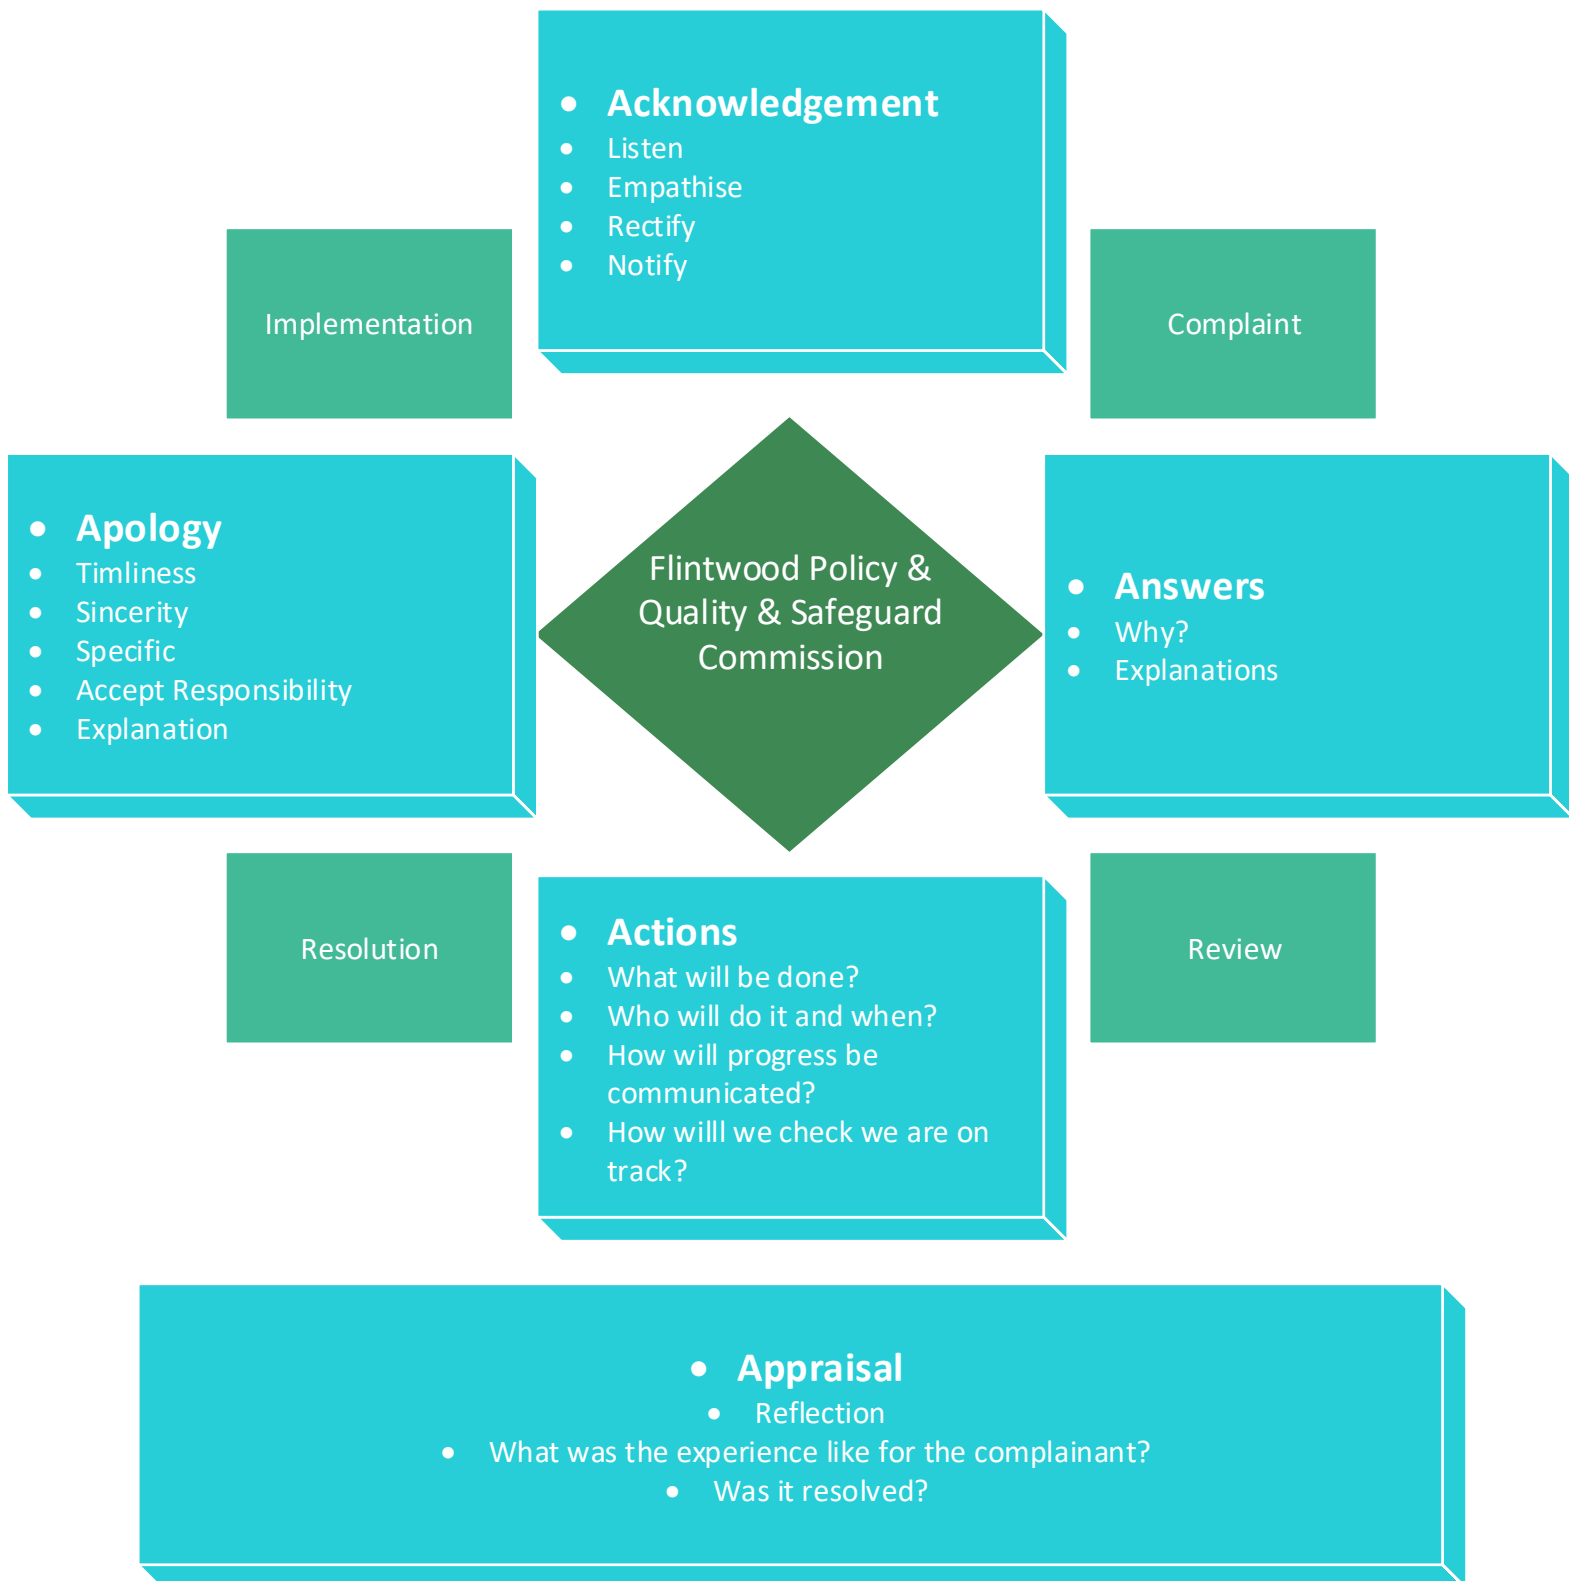 Acknowledgement
Listen
Empathise
Rectify
Notify
Implementation
Complaint
Apology
Timliness
Sincerity
Specific
Accept Responsibility
Explanation
Flintwood Policy &
Quality & Safeguard
Commission
Answers
Why?
Explanations
Resolution
Actions
What will be done?
Who will do it and when?
How will progress be
communicated?
How willl we check we are on
track?
Review
Appraisal
Reflection
What was the experience like for the complainant?
Was it resolved?